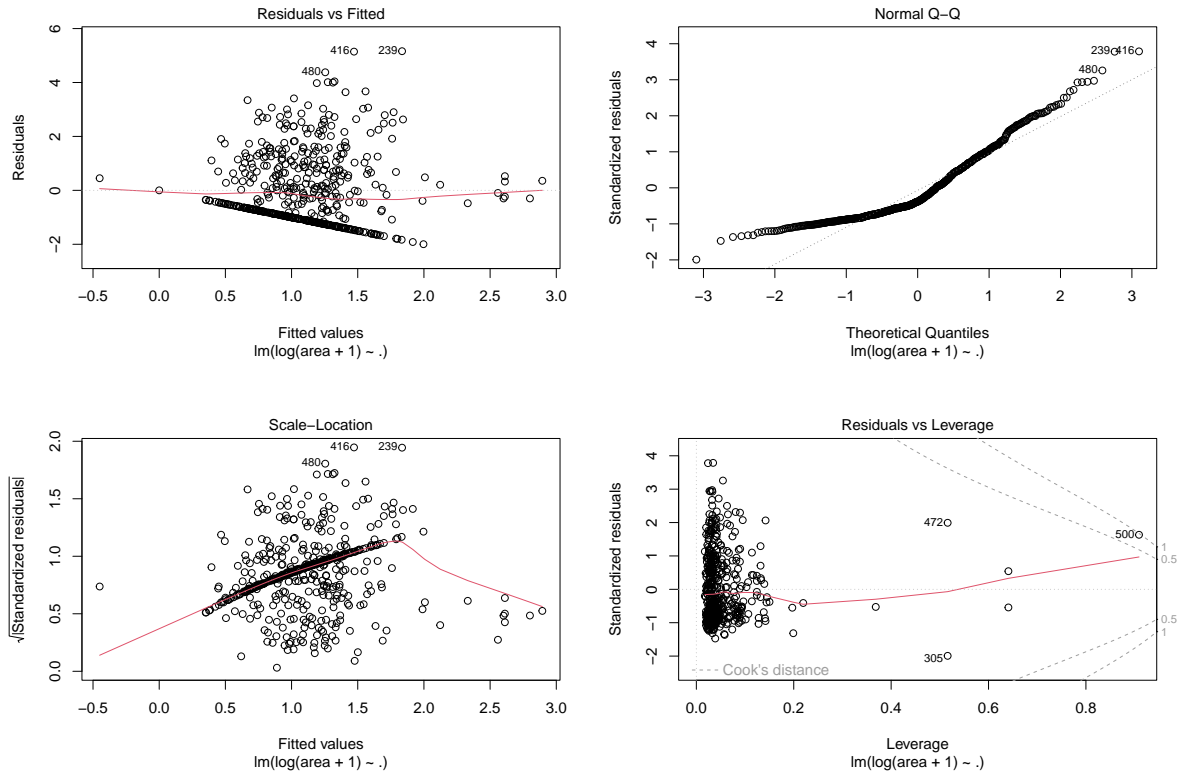 Residuals vs Fitted
Residuals
6
4
2
0
−2
416
239
480
−0.5 0.0 0.5 1.0 1.5 2.0 2.5 3.0
Fitted values
lm(log(area + 1) ~ .)
Normal Q−Q
Standardized residuals
4
3
2
1
0
−1
−2
239
416
480
−3 −2 −1 0 1 2 3
Theoretical Quantiles
lm(log(area + 1) ~ .)
Scale−Location
√|Standardized residuals|
2.0
1.5
1.0
0.5
0.0
416
239
480
−0.5 0.0 0.5 1.0 1.5 2.0 2.5 3.0
Fitted values
lm(log(area + 1) ~ .)
Residuals vs Leverage
Standardized residuals
4
3
2
1
0
−1
−2
472
500
305
1
0.5
0.5
1
Cook's distance
0.0 0.2 0.4 0.6 0.8
Leverage
lm(log(area + 1) ~ .)